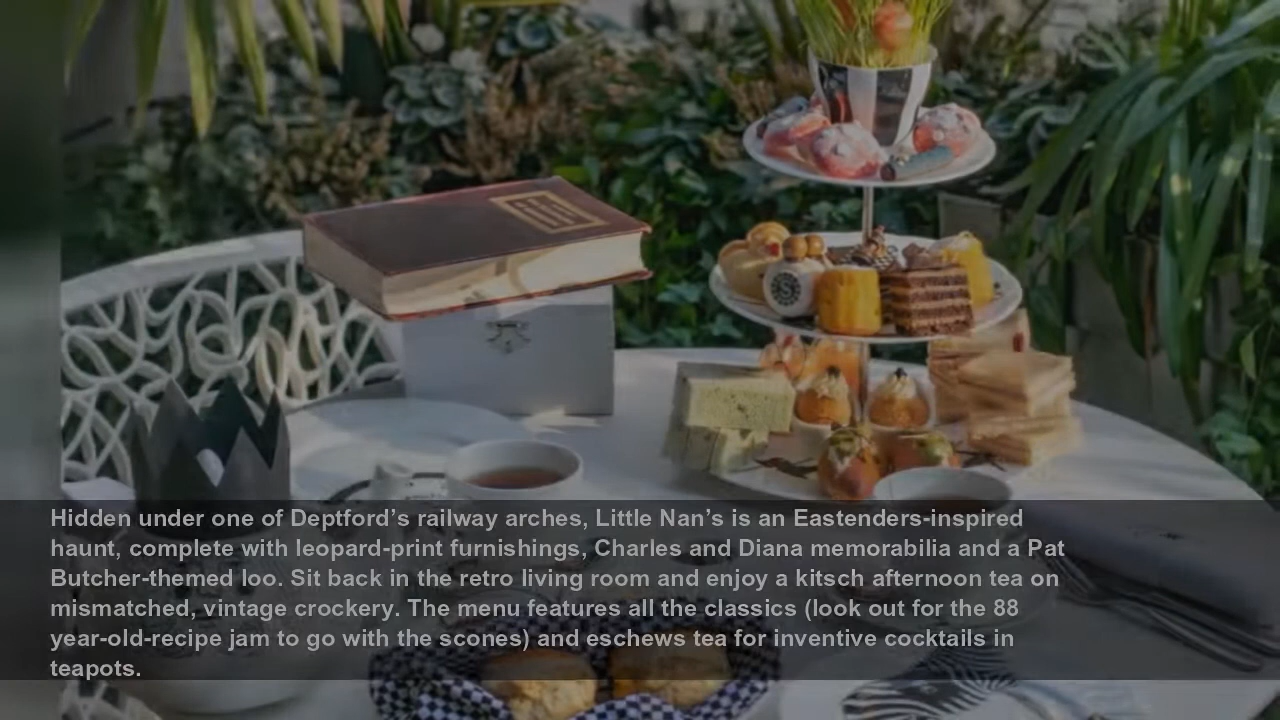 Hidden under one of Deptford’s railway arches, Little Nan’s is an Eastenders-inspired
haunt, complete with leopard-print furnishings, Charles and Diana memorabilia and a Pat
Butcher-themed loo. Sit back in the retro living room and enjoy a kitsch afternoon tea on
mismatched, vintage crockery. The menu features all the classics (look out for the 88
year-old-recipe jam to go with the scones) and eschews tea for inventive cocktails in
teapots.